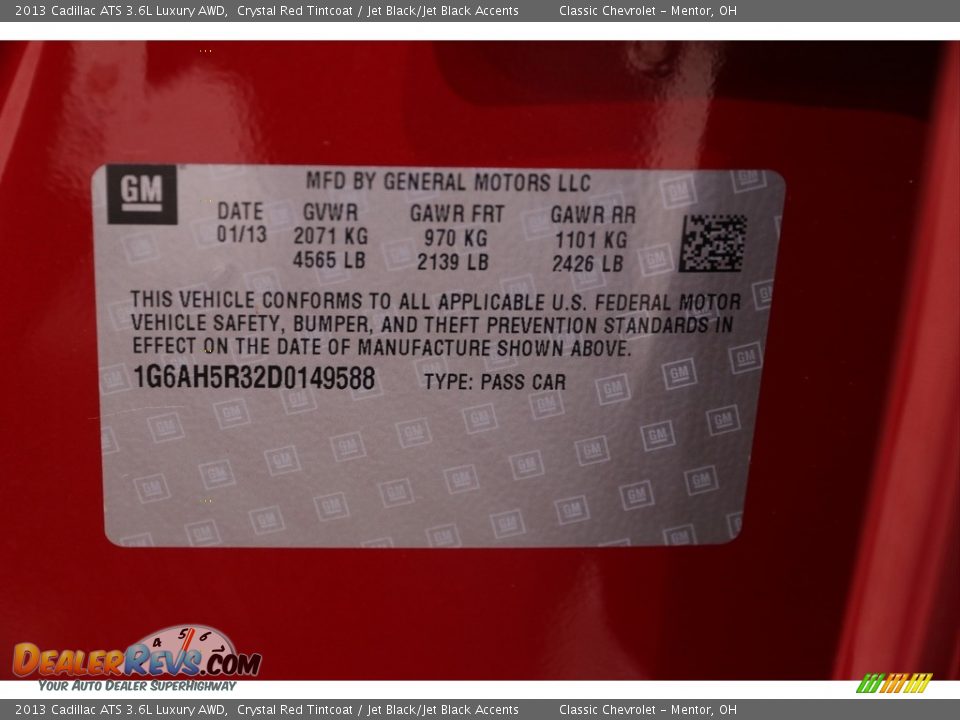 2013 Cadillac ATS 3.6L Luxury AWD,  Crystal Red Tintcoat / Jet Black/Jet Black Accents   Classic Chevrolet – Mentor, OH
GM   MFD BY GENERAL MOTORS LLC
DATE   GVWR   GAWR FRT   GAWR RR
01/13   2071 KG   970 KG   1101 KG
4565 LB   2139 LB   2426 LB
THIS VEHICLE CONFORMS TO ALL APPLICABLE U.S. FEDERAL MOTOR
VEHICLE SAFETY, BUMPER, AND THEFT PREVENTION STANDARDS IN
EFFECT ON THE DATE OF MANUFACTURE SHOWN ABOVE.
1G6AH5R32D0149588   TYPE: PASS CAR
4 5 6
DEALERREVS.COM
YOUR AUTO DEALER SUPERHIGHWAY
2013 Cadillac ATS 3.6L Luxury AWD,  Crystal Red Tintcoat / Jet Black/Jet Black Accents   Classic Chevrolet – Mentor, OH